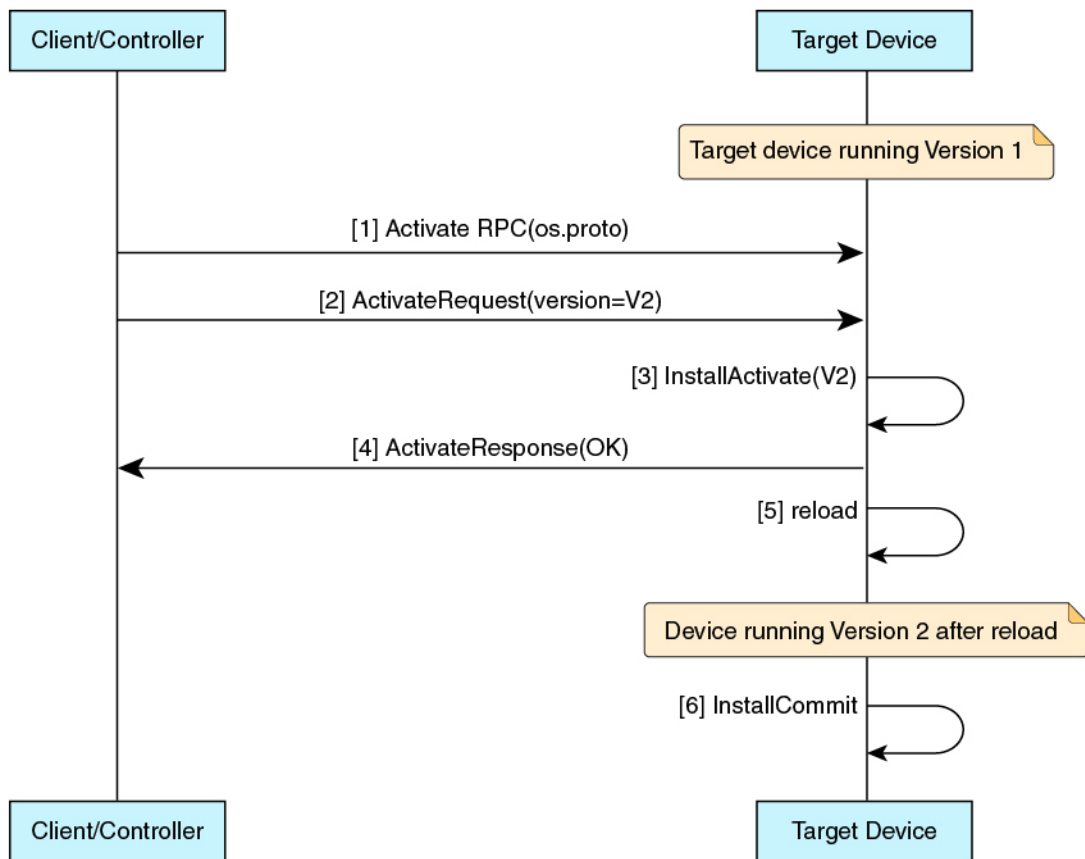 Client/Controller
Target Device
Target device running Version 1
[1] Activate RPC(os.proto)
[2] ActivateRequest(version=V2)
[3] InstallActivate(V2)
[4] ActivateResponse(OK)
[5] reload
Device running Version 2 after reload
[6] InstallCommit
Client/Controller
Target Device